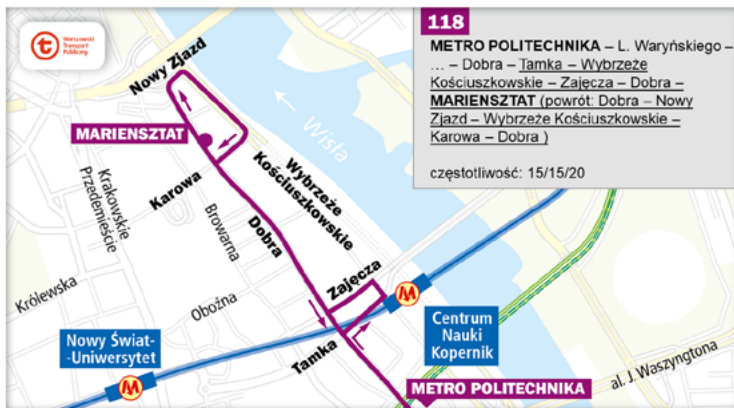 Warszawski
Transport
Publiczny
118
METRO POLITECHNIKA – L. Waryńskiego –
... – Dobra – Tamka – Wybrzeże
Kościuszkowskie – Zajęcza – Dobra –
MARIENSZTAT (powrót: Dobra – Nowy
Zjazd – Wybrzeże Kościuszkowskie –
Karowa – Dobra )
częstotliwość: 15/15/20
Nowy Zjazd
Wisła
MARIENSZTAT
Krakowskie
Przedmieście
Karowa
Wybrzeże
Kościuszkowskie
Browarna
Dobra
Królewska
Oboźna
Zajęcza
M
Centrum
Nauki
Kopernik
Nowy Świat-
-Uniwersytet
M
Tamka
METRO POLITECHNIKA
al. J. Waszyngtona